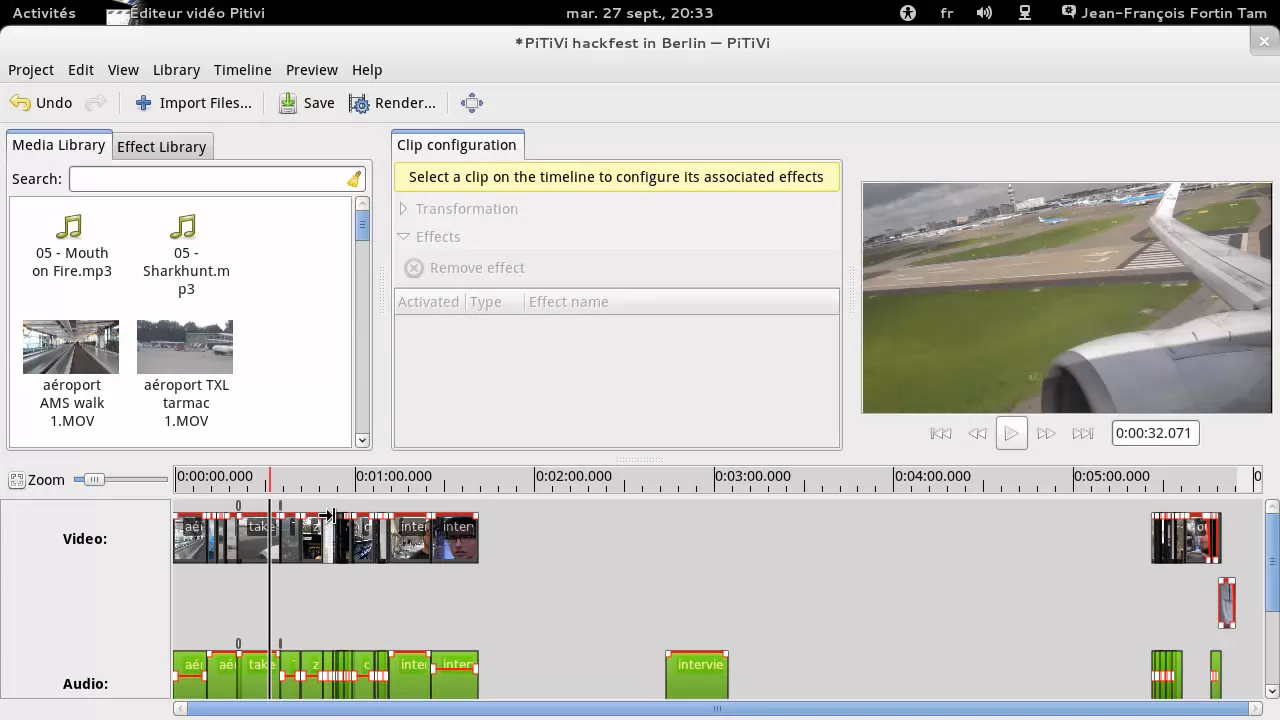 Activités
Editeur vidéo Pitivi
mar. 27 sept., 20:33
fr
Jean-François Fortin Tam
*PiTiVi hackfest in Berlin — PiTiVi
Project Edit View Library Timeline Preview Help
Undo
Import Files...
Save
Render...
Media Library
Effect Library
Search:
05 - Mouth
on Fire.mp3
05 -
Sharkhunt.m
p3
aéroport
AMS walk
1.MOV
aéroport TXL
tarmac
1.MOV
Clip configuration
Select a clip on the timeline to configure its associated effects
Transformation
Effects
Remove effect
Activated Type Effect name
0:00:32.071
Zoom
0:00:00.000 0:01:00.000 0:02:00.000 0:03:00.000 0:04:00.000 0:05:00.000 0
Video:
aéi
take
z
c
inter
inter
Audio:
aéi
aéi
take
z
c
inter
inter
intervie